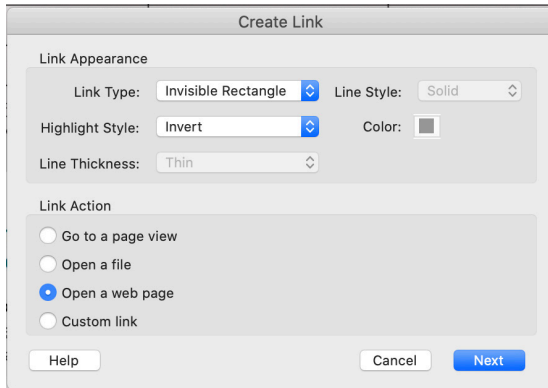 Create Link
Link Appearance
Link Type: Invisible Rectangle Line Style: Solid
Highlight Style: Invert Color:
Line Thickness: Thin
Link Action
Go to a page view
Open a file
Open a web page
Custom link
Help Cancel Next